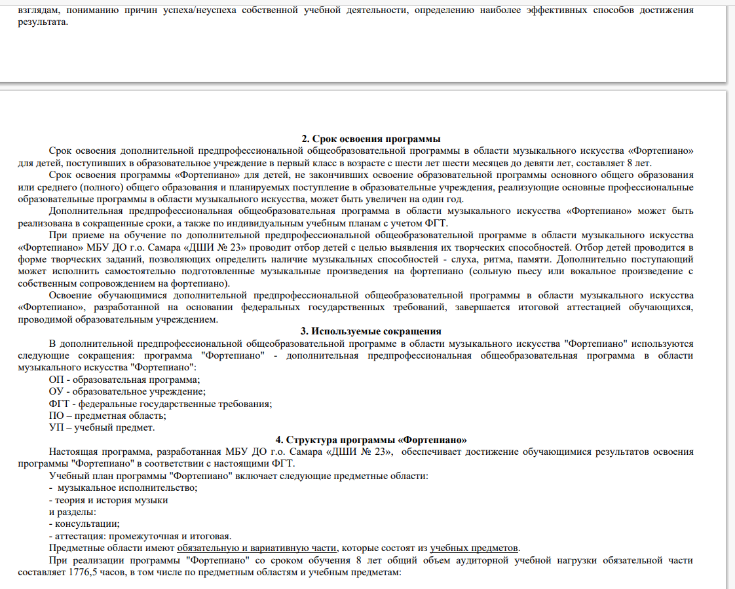 взглядам, пониманию причин успеха/неуспеха собственной учебной деятельности, определению наиболее эффективных способов достижения
результата.
2. Срок освоения программы
Срок освоения дополнительной предпрофессиональной общеобразовательной программы в области музыкального искусства «Фортепиано»
для детей, поступивших в образовательное учреждение в первый класс в возрасте с шести лет шести месяцев до девяти лет, составляет 8 лет.
Срок освоения программы «Фортепиано» для детей, не закончивших освоение образовательной программы основного общего образования
или среднего (полного) общего образования и планируемых поступление в образовательные учреждения, реализующие основные профессиональные
образовательные программы в области музыкального искусства, может быть увеличен на один год.
Дополнительная предпрофессиональная общеобразовательная программа в области музыкального искусства «Фортепиано» может быть
реализована в сокращенные сроки, а также по индивидуальным учебным планам с учетом ФГТ.
При приеме на обучение по дополнительной предпрофессиональной общеобразовательной программе в области музыкального искусства
«Фортепиано» МБУ ДО г.о. Самара «ДШИ № 23» проводит отбор детей с целью выявления их творческих способностей. Отбор детей проводится в
форме творческих заданий, позволяющих определить наличие музыкальных способностей - слуха, ритма, памяти. Дополнительно поступающий
может исполнить самостоятельно подготовленные музыкальные произведения на фортепиано (сольную пьесу или вокальное произведение с
собственным сопровождением на фортепиано).
Освоение обучающимися дополнительной предпрофессиональной общеобразовательной программы в области музыкального искусства
«Фортепиано», разработанной на основании федеральных государственных требований, завершается итоговой аттестацией обучающихся,
проводимой образовательным учреждением.
3. Используемые сокращения
В дополнительной предпрофессиональной общеобразовательной программе в области музыкального искусства "Фортепиано" используются
следующие сокращения: программа "Фортепиано" - дополнительная предпрофессиональная общеобразовательная программа в области
музыкального искусства "Фортепиано":
ОП - образовательная программа;
ОУ - образовательное учреждение;
ФГТ - федеральные государственные требования;
ПО – предметная область;
УП – учебный предмет.
4. Структура программы «Фортепиано»
Настоящая программа, разработанная МБУ ДО г.о. Самара «ДШИ № 23», обеспечивает достижение обучающимися результатов освоения
программы "Фортепиано" в соответствии с настоящими ФГТ.
Учебный план программы "Фортепиано" включает следующие предметные области:
- музыкальное исполнительство;
- теория и история музыки
и разделы:
- консультации;
- аттестация: промежуточная и итоговая.
Предметные области имеют обязательную и вариативную части, которые состоят из учебных предметов.
При реализации программы "Фортепиано" со сроком обучения 8 лет общий объем аудиторной учебной нагрузки обязательной части
составляет 1776,5 часов, в том числе по предметным областям и учебным предметам: